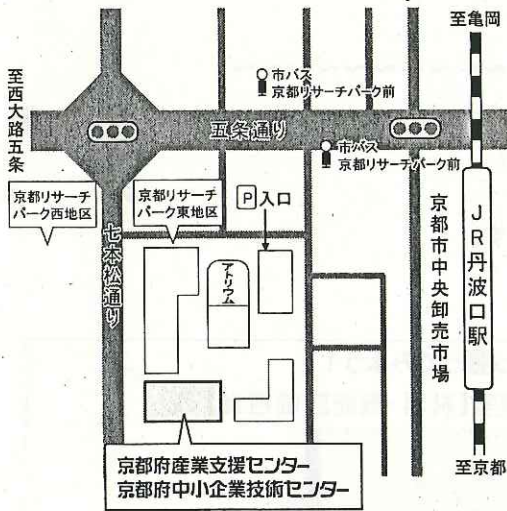 至亀岡
市バス
京都リサーチパーク前
至西大路五条
五条通り
市バス
京都リサーチパーク前
京都リサーチ
パーク西地区
京都リサーチ
パーク東地区
P 入口
七本松通り
アトリウム
京都市中央卸売市場
JR丹波口駅
京都府産業支援センター
京都府中小企業技術センター
至京都